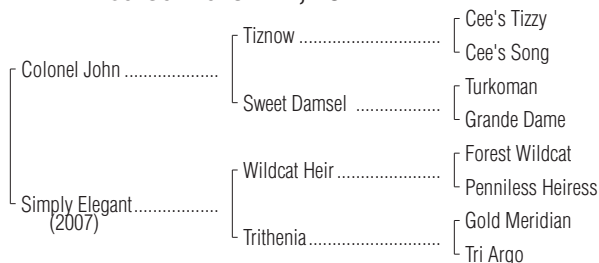 Cee's Tizzy
Tiznow ........................................
Cee's Song
Colonel John .......................
Turkoman
Sweet Damsel ........................
Grande Dame
Forest Wildcat
Wildcat Heir .............................
Penniless Heiress
Simply Elegant.....................
(2007)
Gold Meridian
Trithenia.....................................
Tri Argo